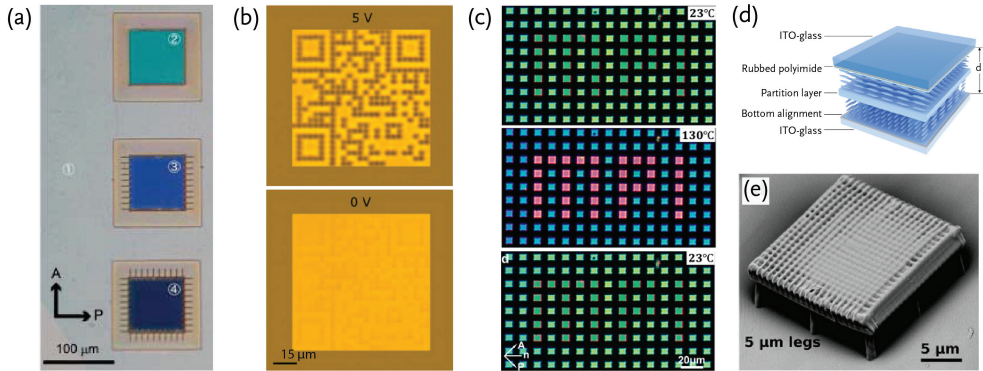 (a)
②
①
③
④
A
P
100 μm
(b)
5 V
0 V
15 μm
(c)
23°C
130°C
23°C
d
A
n
P
20μm
(d)
ITO-glass
Rubbed polyimide
d
Partition layer
Bottom alignment
ITO-glass
(e)
5 μm legs
5 μm